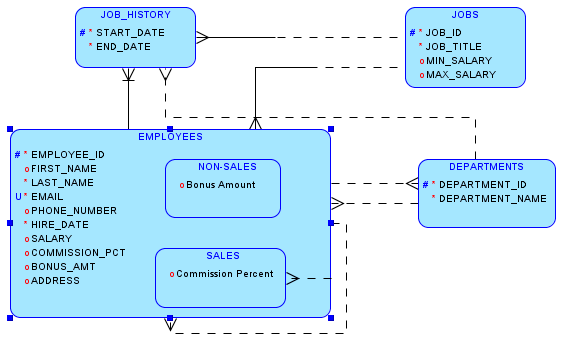 JOB_HISTORY
# * START_DATE
* END_DATE
JOBS
# * JOB_ID
* JOB_TITLE
o MIN_SALARY
o MAX_SALARY
EMPLOYEES
# * EMPLOYEE_ID
o FIRST_NAME
* LAST_NAME
U * EMAIL
o PHONE_NUMBER
* HIRE_DATE
o SALARY
o COMMISSION_PCT
o BONUS_AMT
o ADDRESS
NON-SALES
o Bonus Amount
SALES
o Commission Percent
DEPARTMENTS
# * DEPARTMENT_ID
* DEPARTMENT_NAME